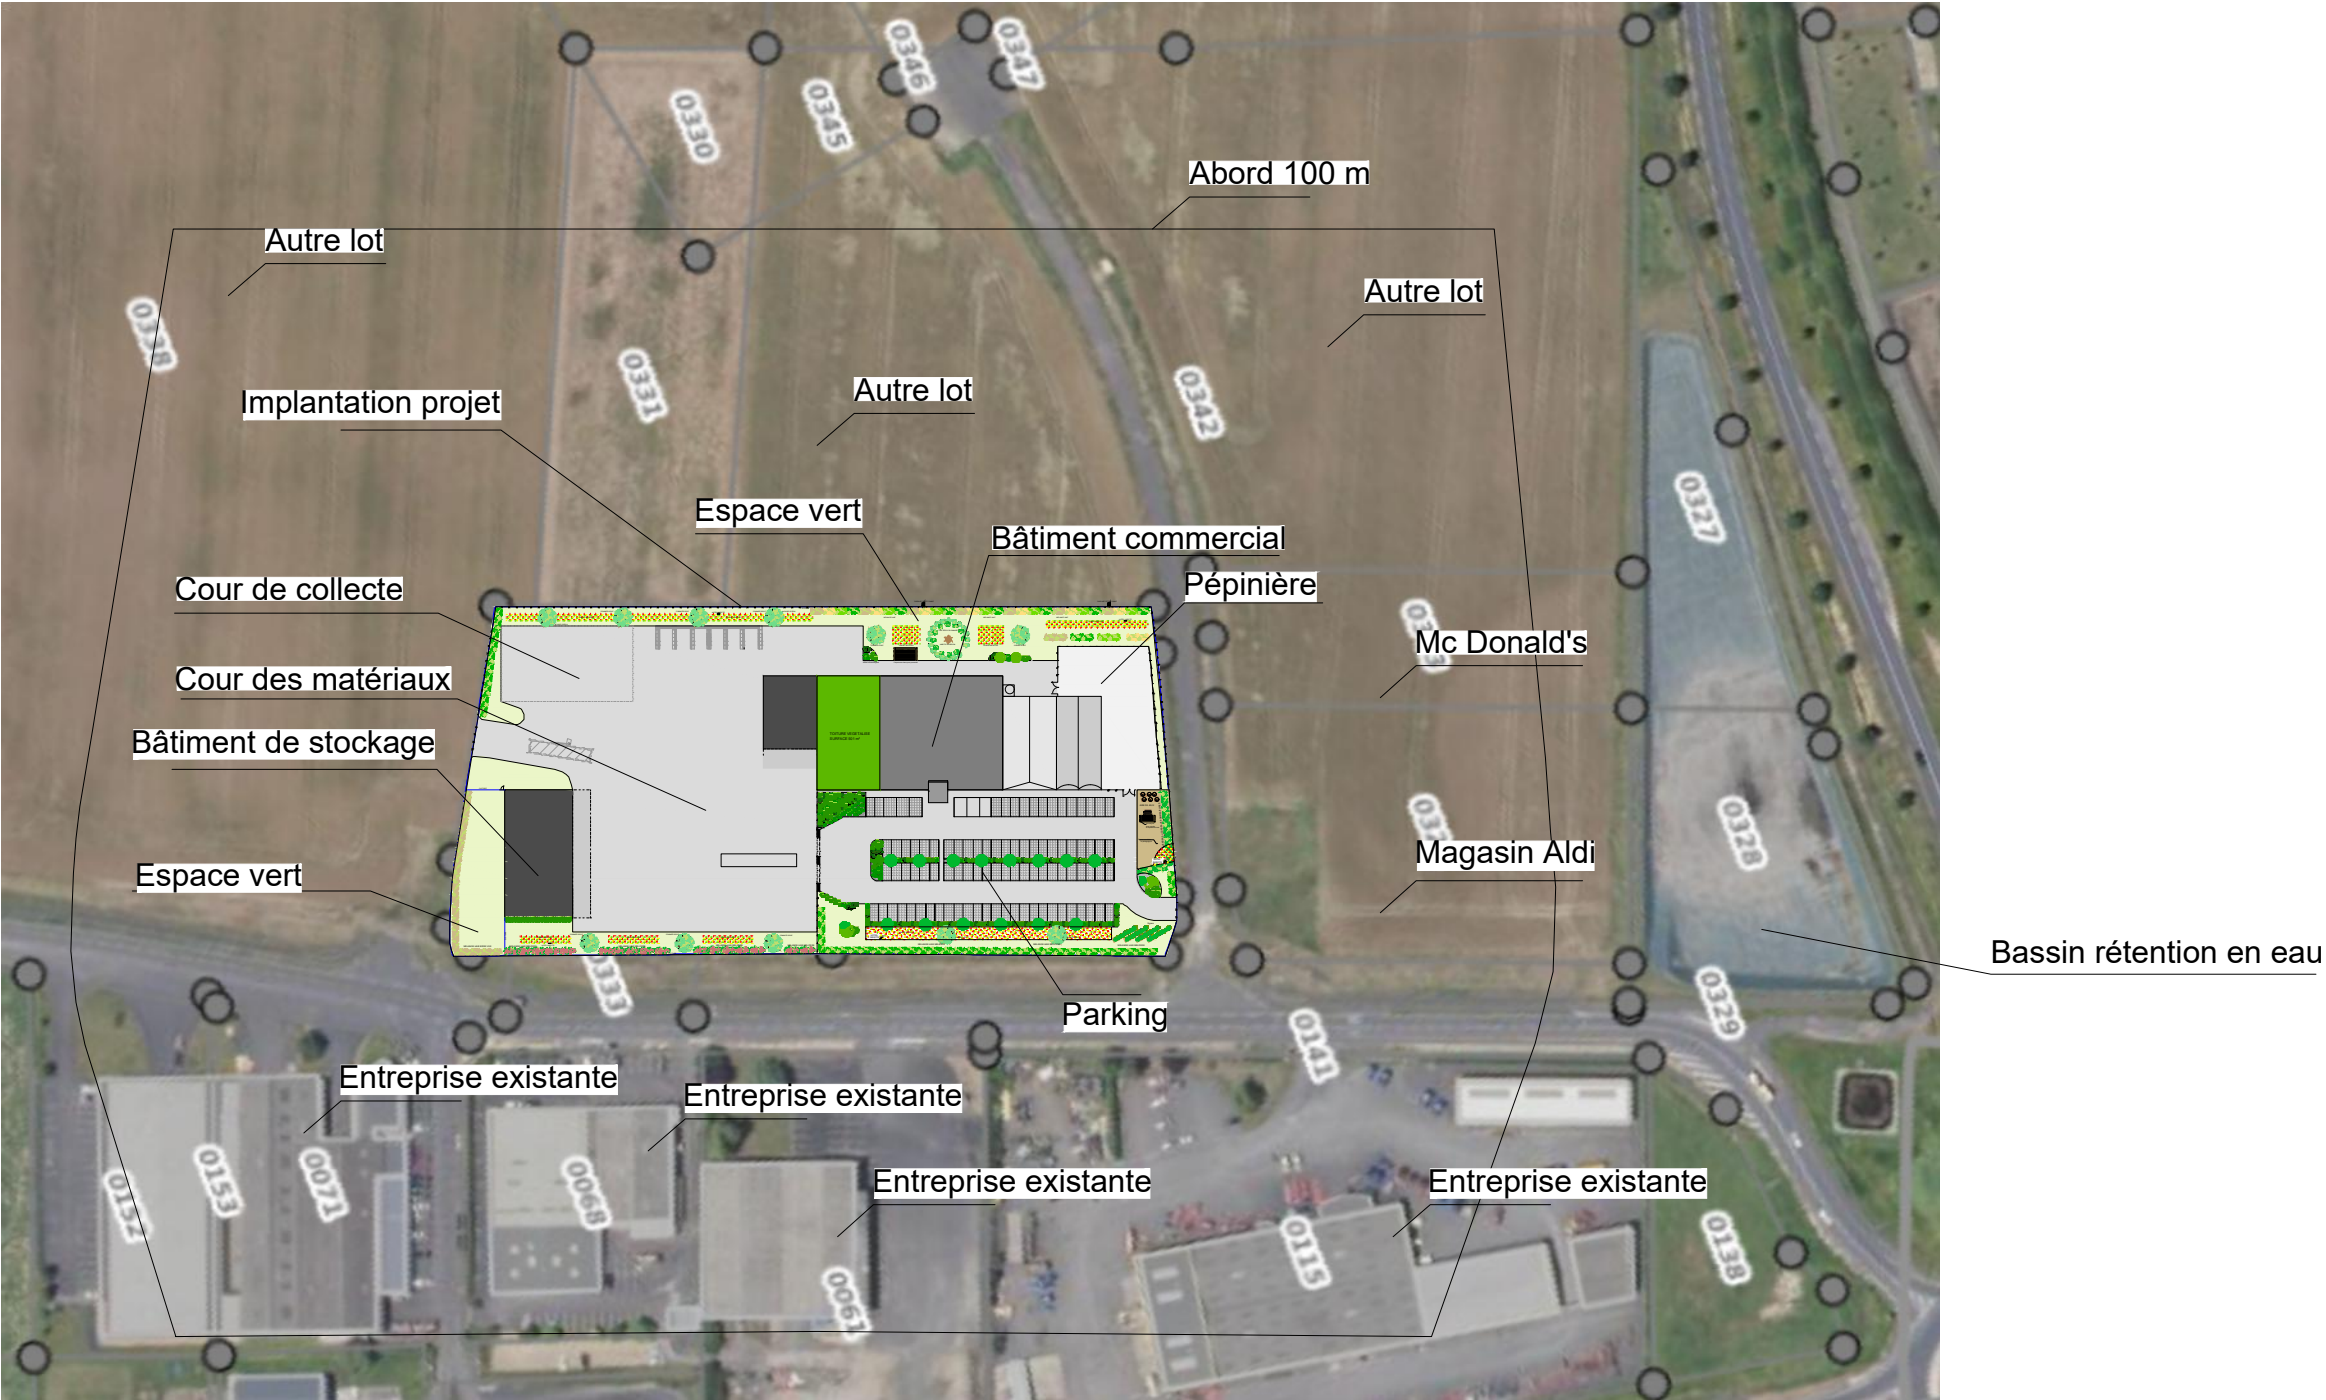 0346
0347
0330
0345
Abord 100 m
Autre lot
Autre lot
0338
0331
Autre lot
0342
Implantation projet
0327
Espace vert
Bâtiment commercial
Cour de collecte
Pépinière
Mc Donald's
Cour des matériaux
Bâtiment de stockage
0328
Magasin Aldi
Espace vert
Bassin rétention en eau
0333
Parking
0329
0141
Entreprise existante
Entreprise existante
0152
0153
0071
0068
Entreprise existante
Entreprise existante
0061
0115
0138